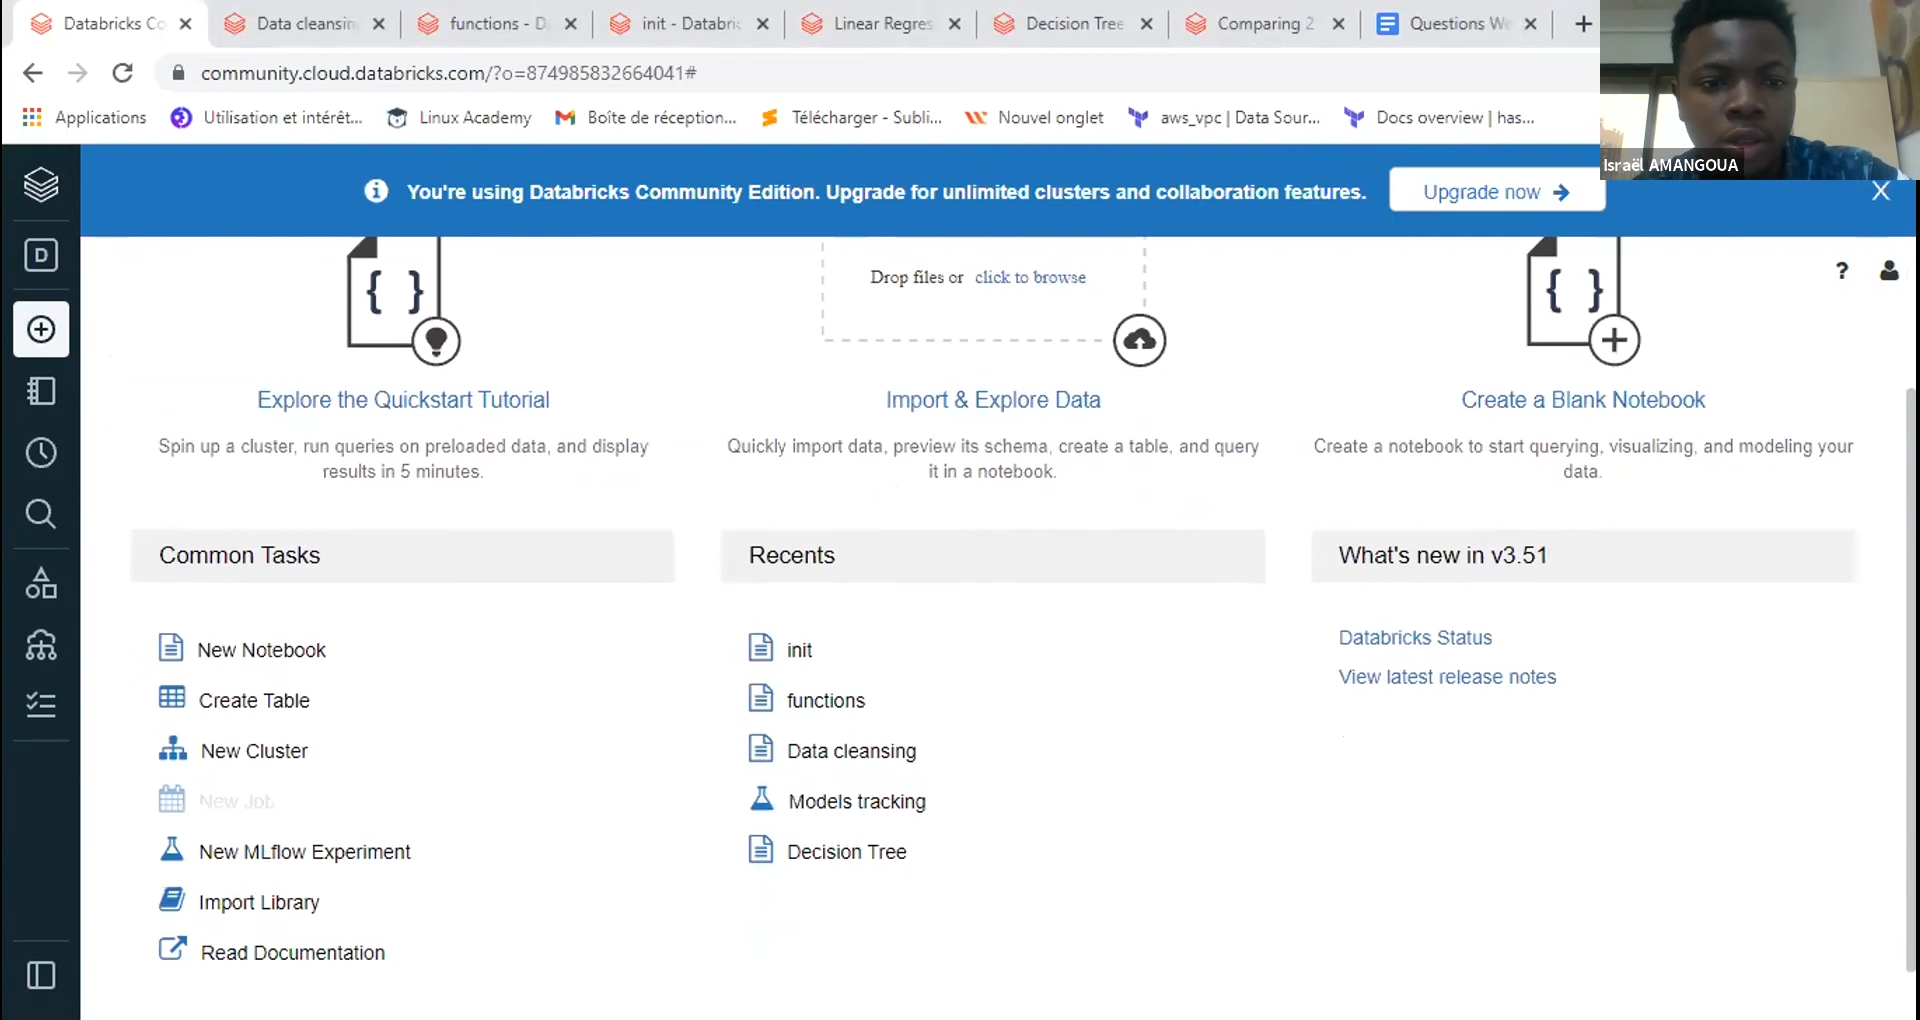 Databricks Co
Data cleansin
functions - D
init - Databric
Linear Regres
Decision Tree
Comparing 2
Questions We
community.cloud.databricks.com/?o=874985832664041#
Applications
Utilisation et intérêt...
Linux Academy
Boîte de réception...
Télécharger - Subli...
Nouvel onglet
aws_vpc | Data Sour...
Docs overview | has...
Israël AMANGOUA
You're using Databricks Community Edition. Upgrade for unlimited clusters and collaboration features.
Upgrade now
D
Drop files or click to browse
Explore the Quickstart Tutorial
Spin up a cluster, run queries on preloaded data, and display
results in 5 minutes.
Import & Explore Data
Quickly import data, preview its schema, create a table, and query
it in a notebook.
Create a Blank Notebook
Create a notebook to start querying, visualizing, and modeling your
data.
Common Tasks
New Notebook
Create Table
New Cluster
New Job
New MLflow Experiment
Import Library
Read Documentation
Recents
init
functions
Data cleansing
Models tracking
Decision Tree
What's new in v3.51
Databricks Status
View latest release notes